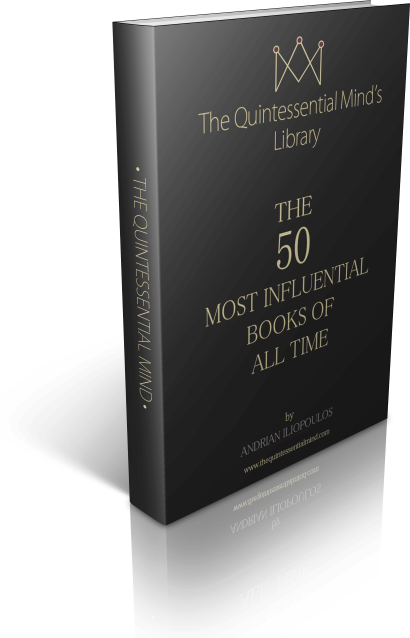 The Quintessential Mind's
Library
THE
50
MOST INFLUENTIAL
BOOKS OF
ALL TIME
by
ANDRIAN ILIOPOULOS
www.thequintessentialmind.com
• THE QUINTESSENTIAL MIND •